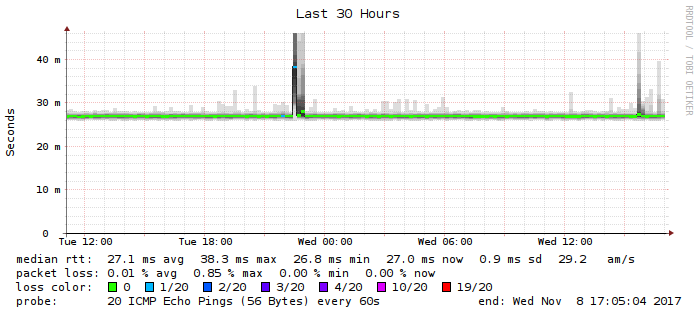 Last 30 Hours
RRDTOOL / TOBI OETIKER
Seconds
40 m
30 m
20 m
10 m
0
Tue 12:00 Tue 18:00 Wed 00:00 Wed 06:00 Wed 12:00
median rtt: 27.1 ms avg 38.3 ms max 26.8 ms min 27.0 ms now 0.9 ms sd 29.2 am/s
packet loss: 0.01 % avg 0.85 % max 0.00 % min 0.00 % now
loss color: 0 1/20 2/20 3/20 4/20 10/20 19/20
probe: 20 ICMP Echo Pings (56 Bytes) every 60s end: Wed Nov 8 17:05:04 2017